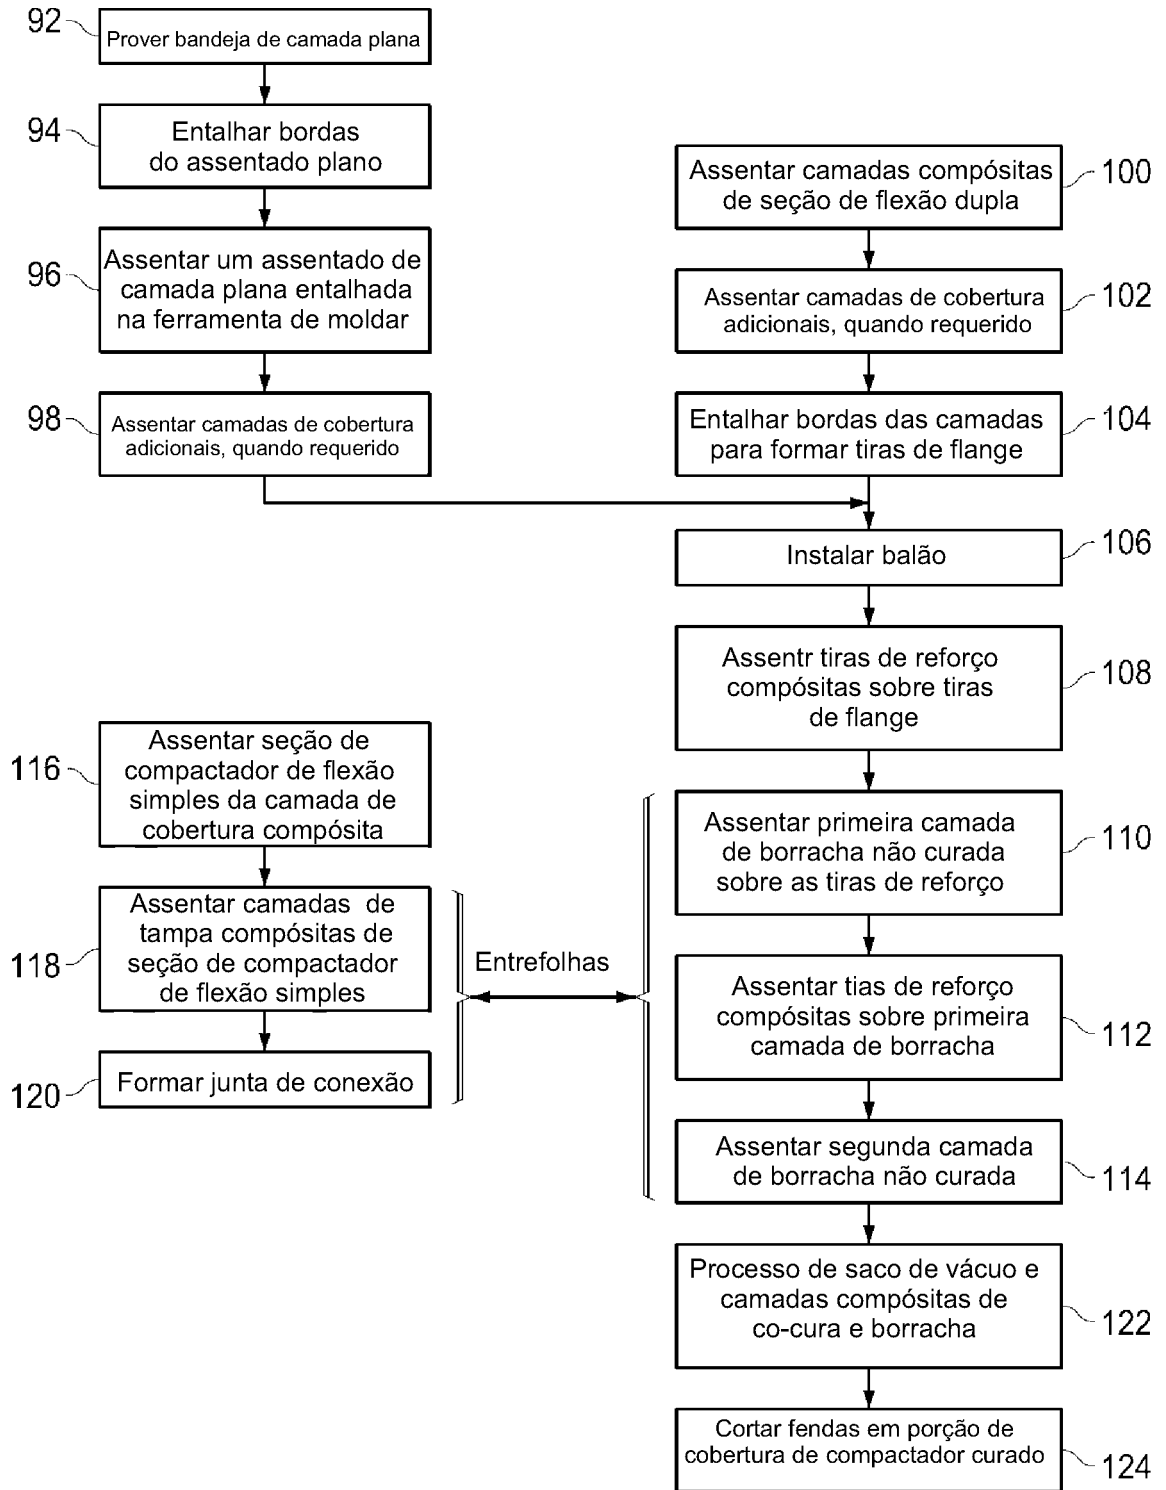 92
Prover bandeja de camada plana
94
Entalhar bordas
do assentado plano
96
Assentar um assentado de
camada plana entalhada
na ferramenta de moldar
98
Assentar camadas de cobertura
adicionais, quando requerido
100
Assentar camadas compósitas
de seção de flexão dupla
102
Assentar camadas de cobertura
adicionais, quando requerido
104
Entalhar bordas das camadas
para formar tiras de flange
106
Instalar balão
108
Assentr tiras de reforço
compósitas sobre tiras
de flange
110
Assentar primeira camada
de borracha não curada
sobre as tiras de reforço
112
Assentar tias de reforço
compósitas sobre primeira
camada de borracha
114
Assentar segunda camada
de borracha não curada
116
Assentar seção de
compactador de flexão
simples da camada de
cobertura compósita
118
Assentar camadas de
tampa compósitas de
seção de compactador
de flexão simples
120
Formar junta de conexão
Entrefolhas
122
Processo de saco de vácuo e
camadas compósitas de
co-cura e borracha
124
Cortar fendas em porção de
cobertura de compactador curado